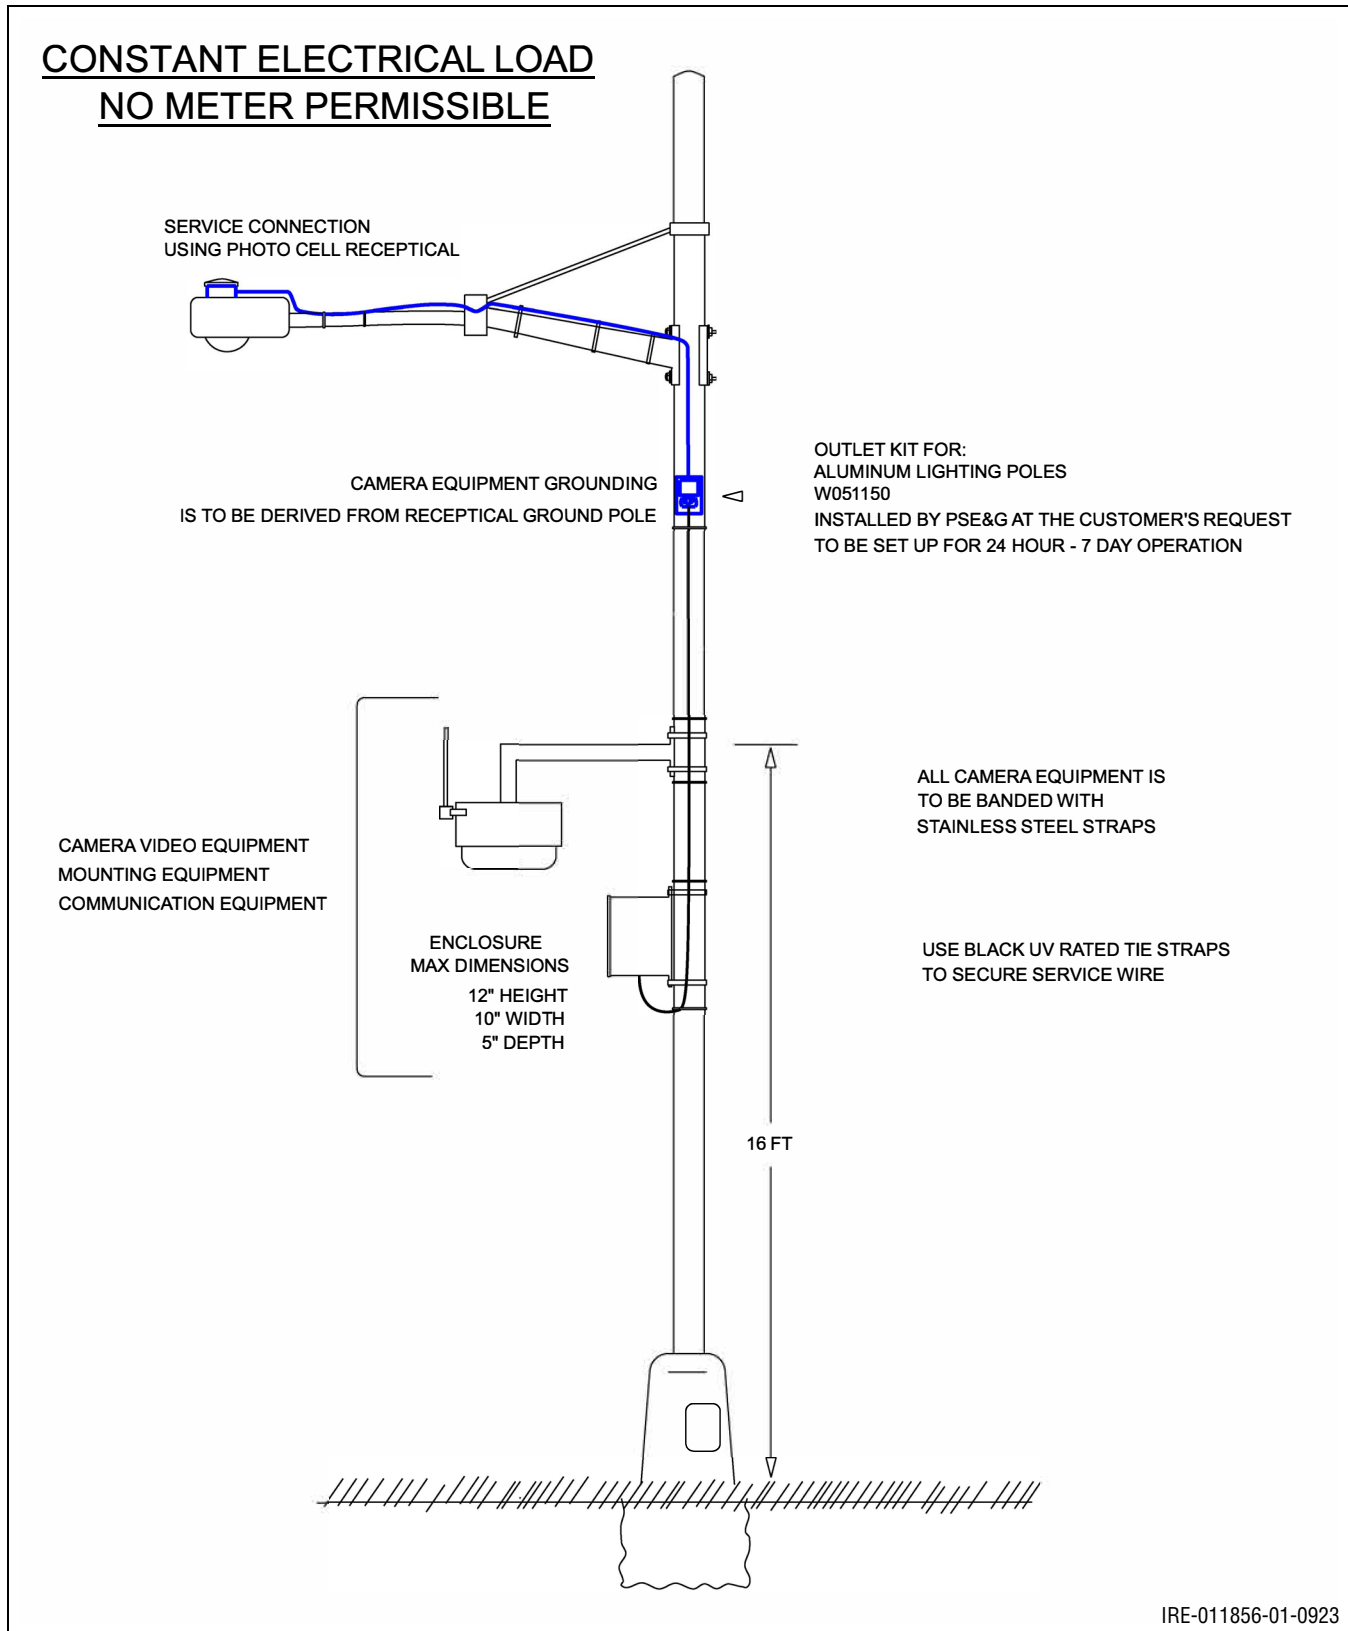 CONSTANT ELECTRICAL LOAD
NO METER PERMISSIBLE
SERVICE CONNECTION
USING PHOTO CELL RECEPTICAL
CAMERA EQUIPMENT GROUNDING
IS TO BE DERIVED FROM RECEPTICAL GROUND POLE
OUTLET KIT FOR:
ALUMINUM LIGHTING POLES
W051150
INSTALLED BY PSE&G AT THE CUSTOMER'S REQUEST
TO BE SET UP FOR 24 HOUR - 7 DAY OPERATION
ALL CAMERA EQUIPMENT IS
TO BE BANDED WITH
STAINLESS STEEL STRAPS
CAMERA VIDEO EQUIPMENT
MOUNTING EQUIPMENT
COMMUNICATION EQUIPMENT
ENCLOSURE
MAX DIMENSIONS
12" HEIGHT
10" WIDTH
5" DEPTH
USE BLACK UV RATED TIE STRAPS
TO SECURE SERVICE WIRE
16 FT
IRE-011856-01-0923